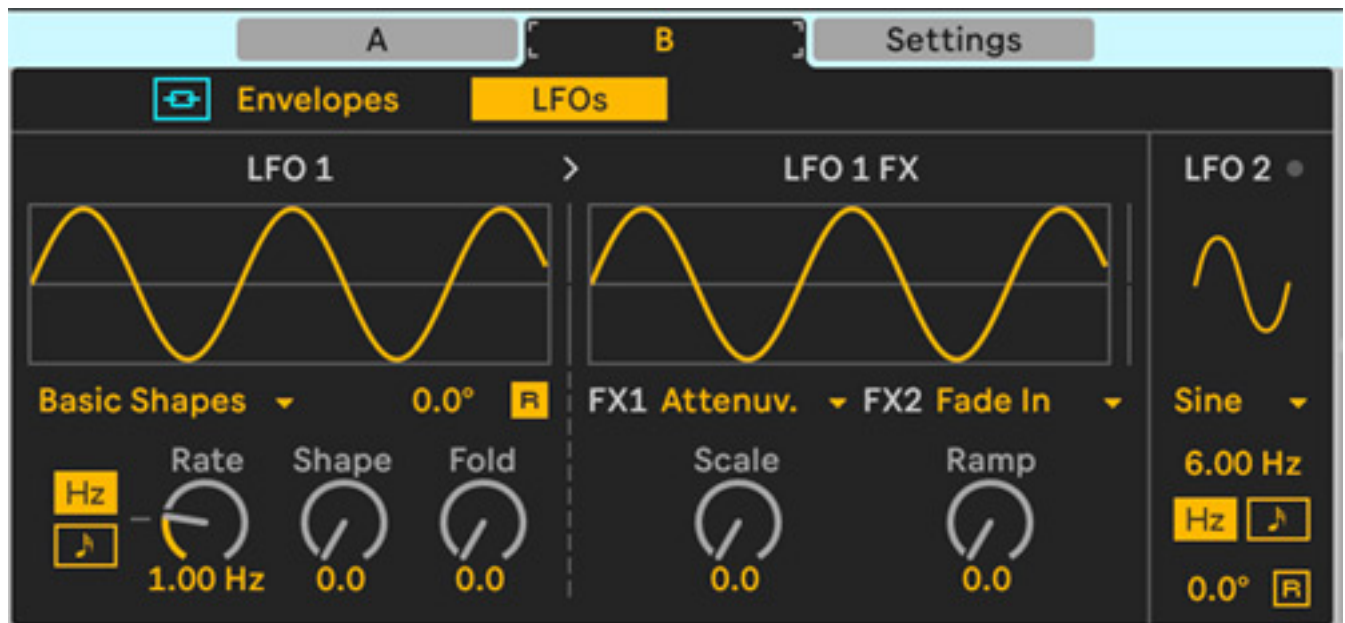 A B Settings
Envelopes LFOs
LFO 1 > LFO 1 FX LFO 2
Basic Shapes 0.0° R FX1 Attenuv. FX2 Fade In Sine
Rate Shape Fold Scale Ramp 6.00 Hz
Hz Hz
1.00 Hz 0.0 0.0 0.0 0.0 0.0° R